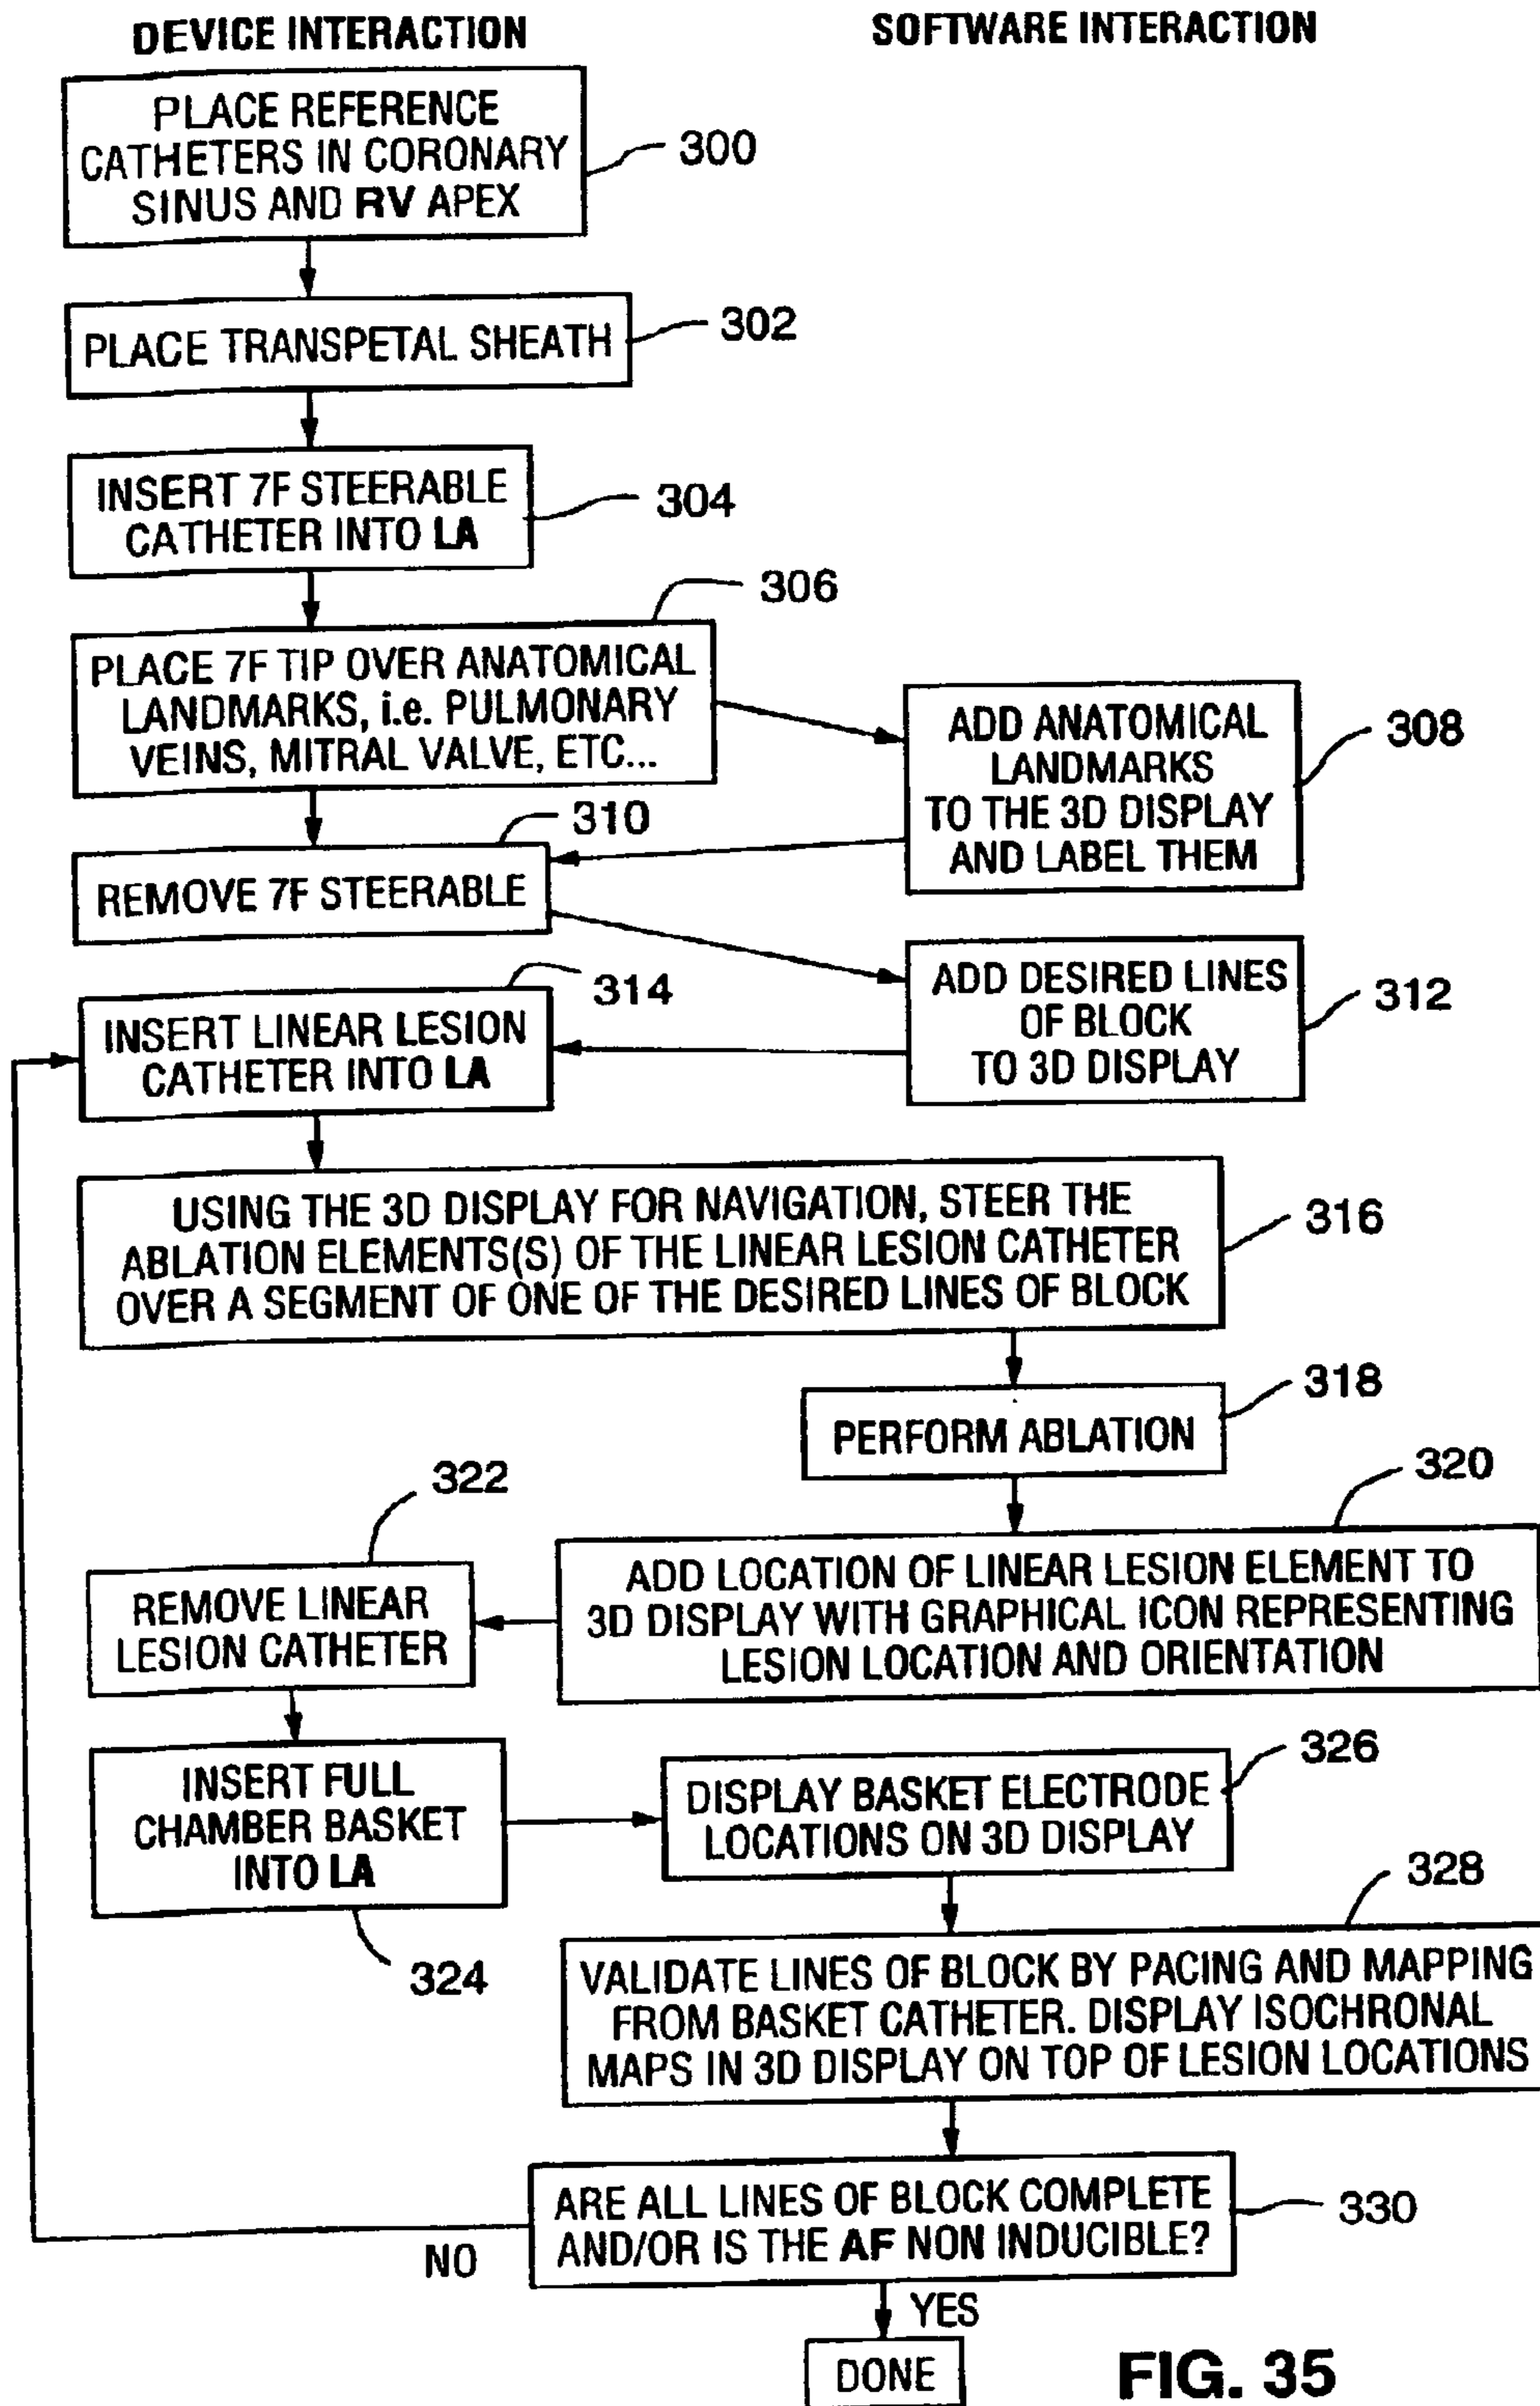 DEVICE INTERACTION
SOFTWARE INTERACTION
PLACE REFERENCE
CATHETERS IN CORONARY
SINUS AND RV APEX
300
PLACE TRANSPETAL SHEATH
302
INSERT 7F STEERABLE
CATHETER INTO LA
304
306
PLACE 7F TIP OVER ANATOMICAL
LANDMARKS, i.e. PULMONARY
VEINS, MITRAL VALVE, ETC...
ADD ANATOMICAL
LANDMARKS
TO THE 3D DISPLAY
AND LABEL THEM
308
310
REMOVE 7F STEERABLE
ADD DESIRED LINES
OF BLOCK
TO 3D DISPLAY
312
314
INSERT LINEAR LESION
CATHETER INTO LA
USING THE 3D DISPLAY FOR NAVIGATION, STEER THE
ABLATION ELEMENTS(S) OF THE LINEAR LESION CATHETER
OVER A SEGMENT OF ONE OF THE DESIRED LINES OF BLOCK
316
PERFORM ABLATION
318
320
ADD LOCATION OF LINEAR LESION ELEMENT TO
3D DISPLAY WITH GRAPHICAL ICON REPRESENTING
LESION LOCATION AND ORIENTATION
322
REMOVE LINEAR
LESION CATHETER
INSERT FULL
CHAMBER BASKET
INTO LA
324
DISPLAY BASKET ELECTRODE
LOCATIONS ON 3D DISPLAY
326
328
VALIDATE LINES OF BLOCK BY PACING AND MAPPING
FROM BASKET CATHETER. DISPLAY ISOCHRONAL
MAPS IN 3D DISPLAY ON TOP OF LESION LOCATIONS
ARE ALL LINES OF BLOCK COMPLETE
AND/OR IS THE AF NON INDUCIBLE?
330
NO
YES
DONE
FIG. 35